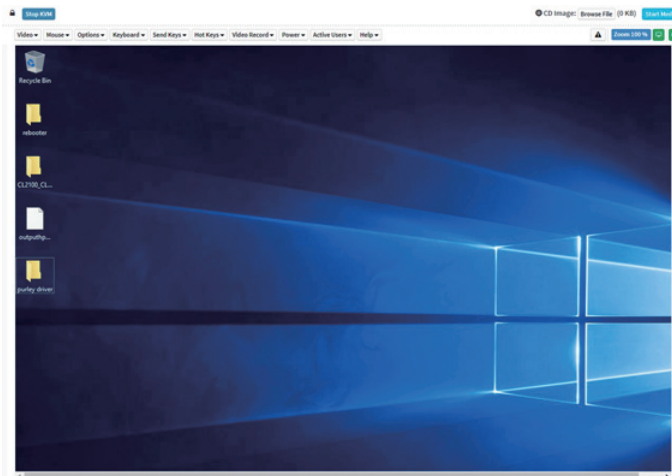 Stop KVM
CD Image: Browse File (0 KB) Start Med
Video Mouse Options Keyboard Send Keys Hot Keys Video Record Power Active Users Help Zoom 100 %
Recycle Bin
rebooter
CL2100_CL...
outputhp...
purley driver